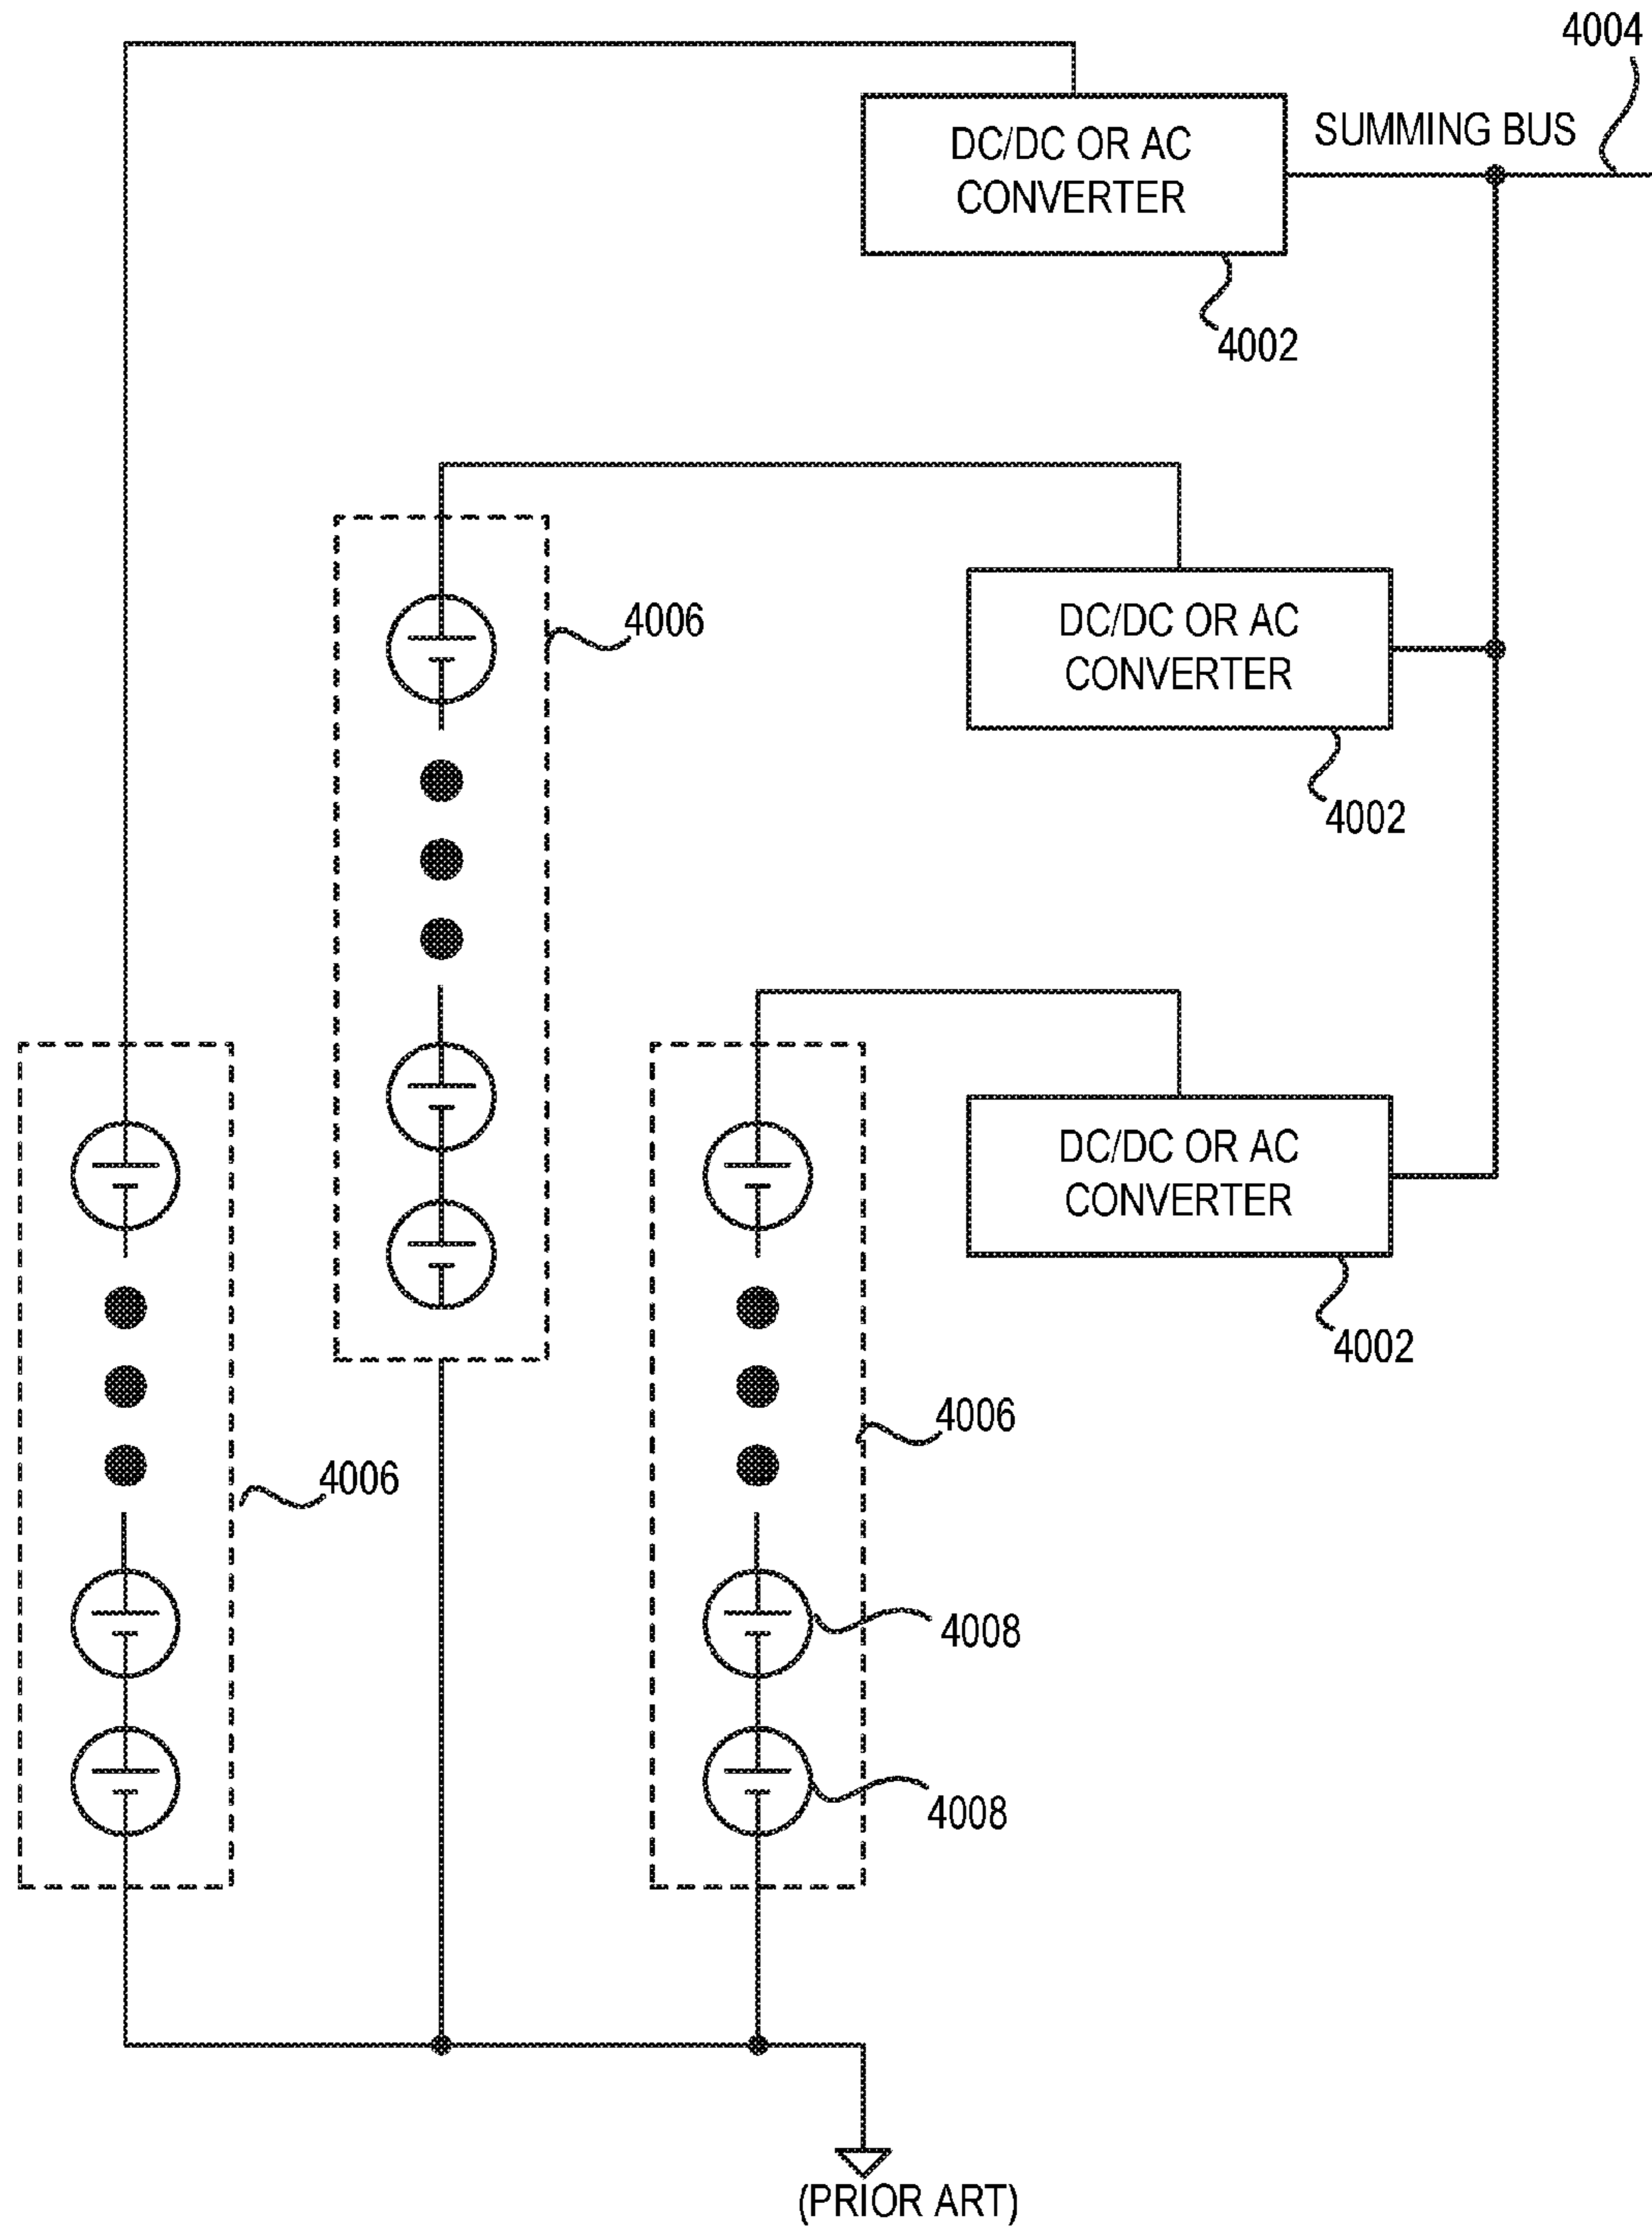 4004
SUMMING BUS
DC/DC OR AC
CONVERTER
4002
4006
DC/DC OR AC
CONVERTER
4002
DC/DC OR AC
CONVERTER
4002
4006
4006
4008
4008
(PRIOR ART)